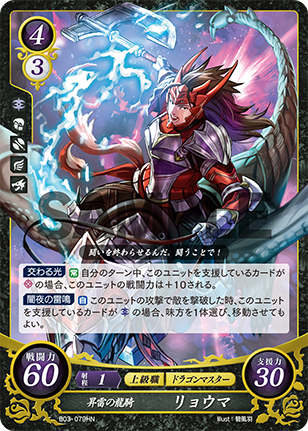 4
3
SAMPLE
闘いを終わらせるんだ、闘うことで!
交わる光 常 自分のターン中、このユニットを支援しているカードが
の場合、このユニットの戦闘力は+10される。
闇夜の雷鳴 自 このユニットの攻撃で敵を撃破した時、このユニットを
支援しているカードが の場合、味方を1体選び、移動させてもよい。
戦闘力 60
射程 1 上級職 ドラゴンマスター
支援力 30
昇雷の龍騎 リョウマ
B03-079HN Illust:碧風羽